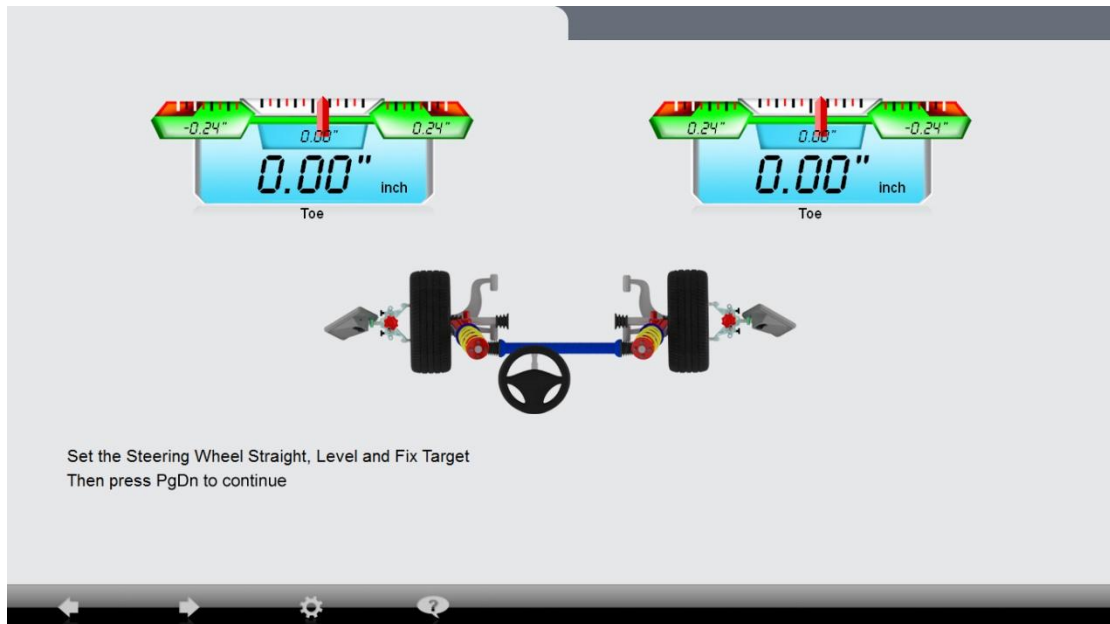 -0.24" 0.24"
0.00"
0.00" inch
Toe
0.24" -0.24"
0.00"
0.00" inch
Toe
Set the Steering Wheel Straight, Level and Fix Target
Then press PgDn to continue
?